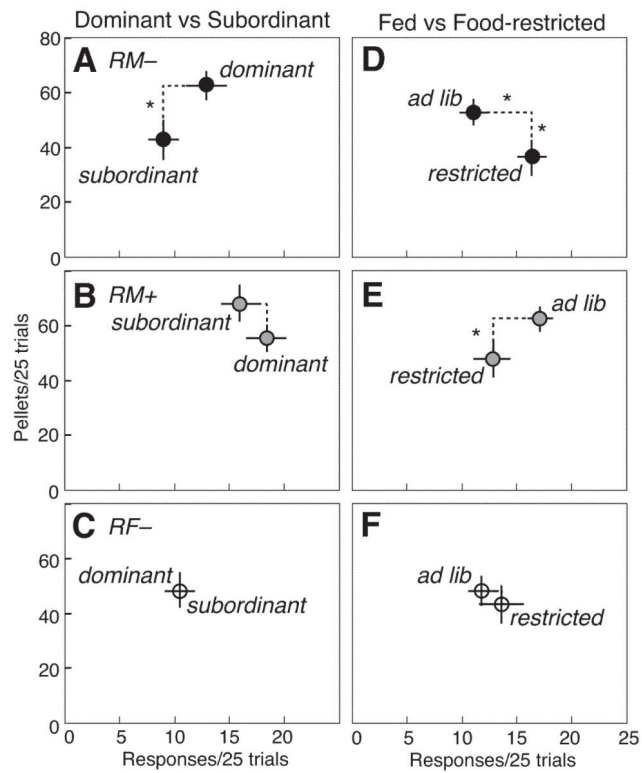 Dominant vs Subordinant
Fed vs Food-restricted
80
60
40
20
0
A RM–
dominant
*
subordinant
D
ad lib
*
*
restricted
60
40
20
0
B RM+
subordinant
dominant
E
ad lib
*
restricted
Pellets/25 trials
60
40
20
0
C RF–
dominant
subordinant
F
ad lib
restricted
0 5 10 15 20
0 5 10 15 20 25
Responses/25 trials
Responses/25 trials